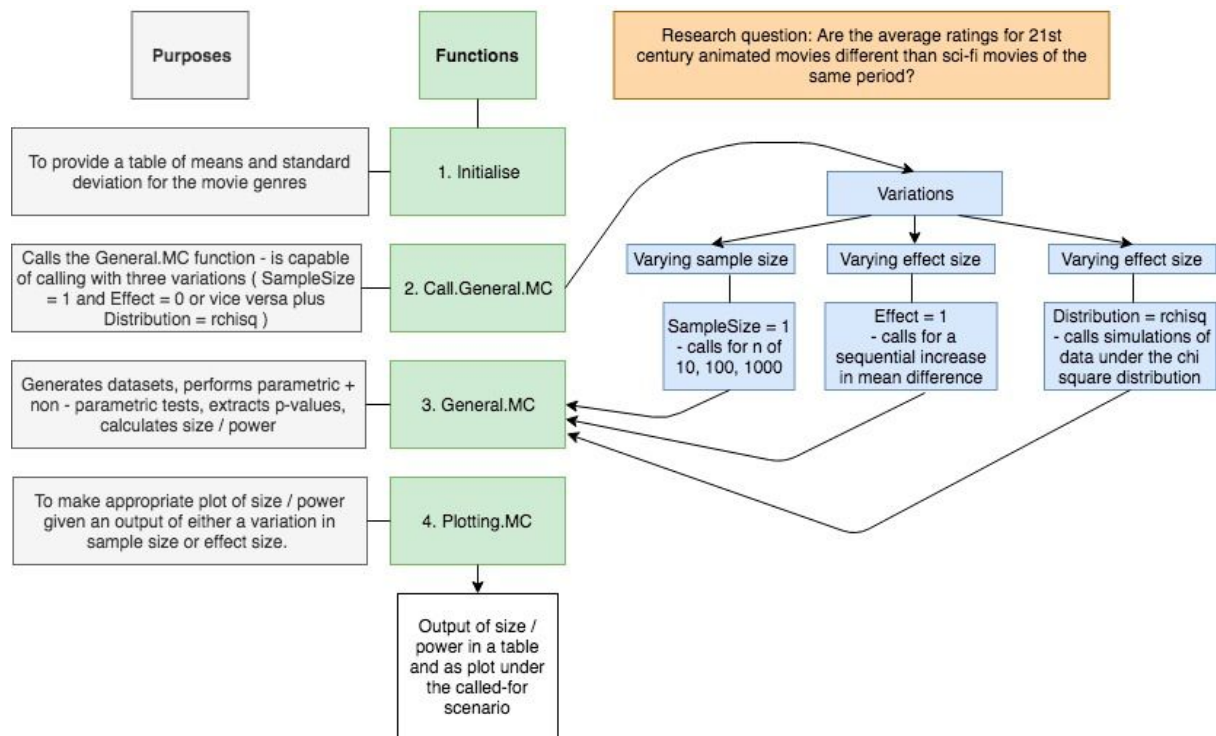 Purposes
Functions
Research question: Are the average ratings for 21st
century animated movies different than sci-fi movies of the
same period?
To provide a table of means and standard
deviation for the movie genres
1. Initialise
Variations
Calls the General.MC function - is capable
of calling with three variations ( SampleSize
= 1 and Effect = 0 or vice versa plus
Distribution = rchisq )
2. Call.General.MC
Varying sample size
Varying effect size
Varying effect size
SampleSize = 1
- calls for n of
10, 100, 1000
Effect = 1
- calls for a
sequential increase
in mean difference
Distribution = rchisq
- calls simulations of
data under the chi
square distribution
Generates datasets, performs parametric +
non - parametric tests, extracts p-values,
calculates size / power
3. General.MC
To make appropriate plot of size / power
given an output of either a variation in
sample size or effect size.
4. Plotting.MC
Output of size /
power in a table
and as plot under
the called-for
scenario